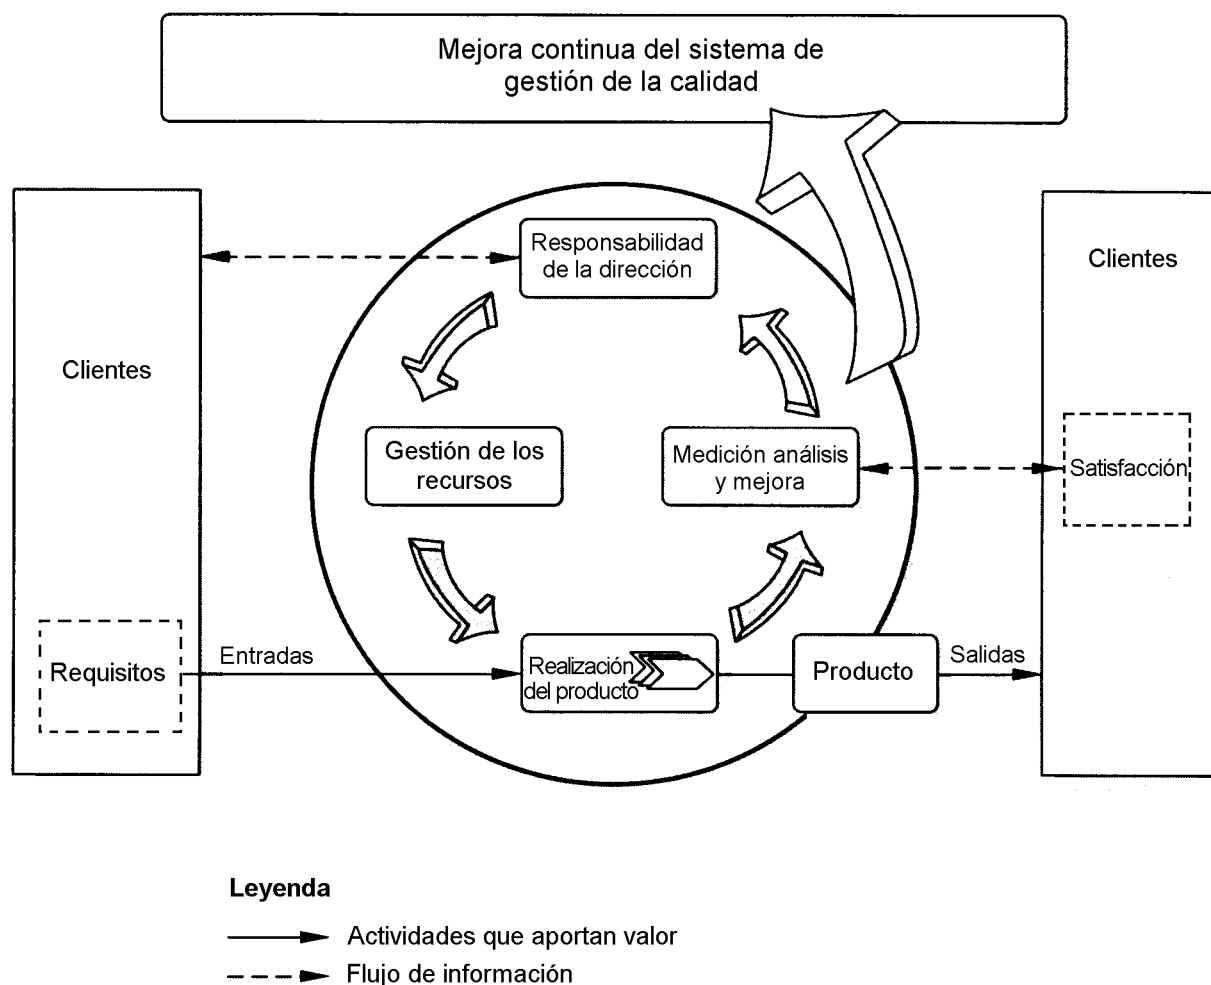 Mejora continua del sistema de
gestión de la calidad
Responsabilidad
de la dirección
Clientes
Clientes
Gestión de los
recursos
Medición análisis
y mejora
Satisfacción
Requisitos
Entradas
Realización
del producto
Producto
Salidas
Leyenda
Actividades que aportan valor
Flujo de información